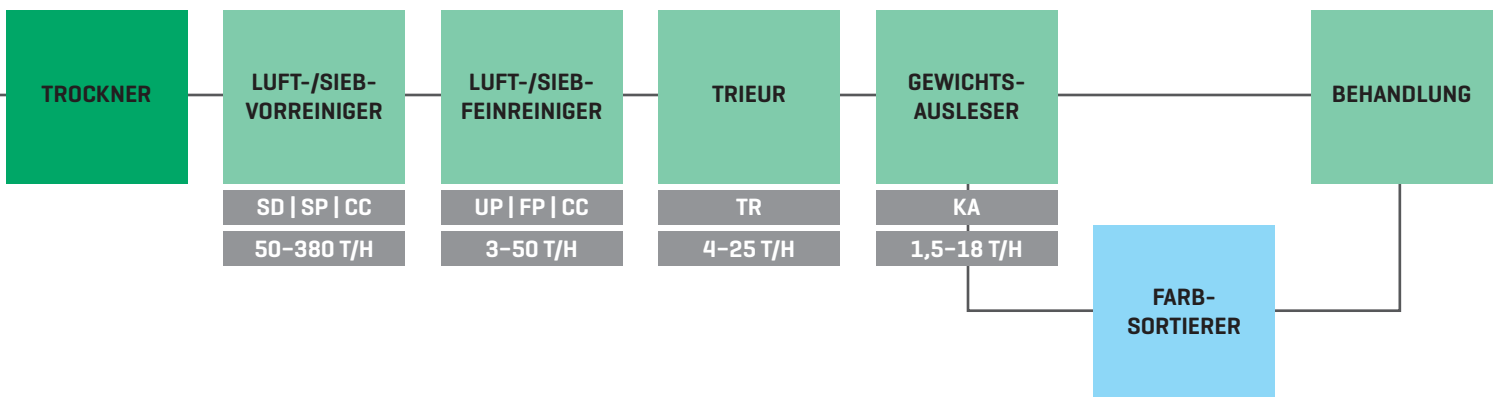 TROCKNER
LUFT-/SIEB-
VORREINIGER
SD | SP | CC
50–380 T/H
LUFT-/SIEB-
FEINREINIGER
UP | FP | CC
3–50 T/H
TRIEUR
TR
4–25 T/H
GEWICHTS-
AUSLESER
KA
1,5–18 T/H
FARB-
SORTIERER
BEHANDLUNG